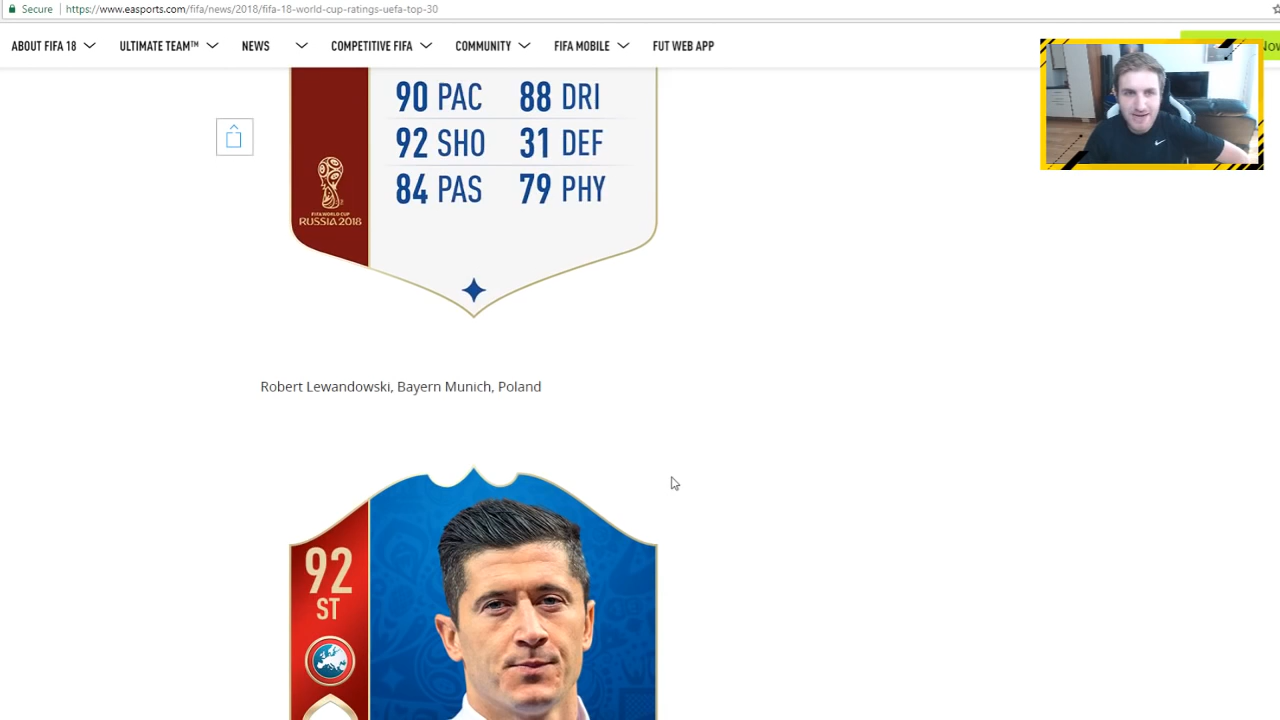 Secure https://www.easports.com/fifa/news/2018/fifa-18-world-cup-ratings-uefa-top-30
ABOUT FIFA 18 ULTIMATE TEAM™ NEWS COMPETITIVE FIFA COMMUNITY FIFA MOBILE FUT WEB APP Now
90 PAC 88 DRI
92 SHO 31 DEF
84 PAS 79 PHY
FIFA WORLD CUP
RUSSIA 2018
Robert Lewandowski, Bayern Munich, Poland
92
ST